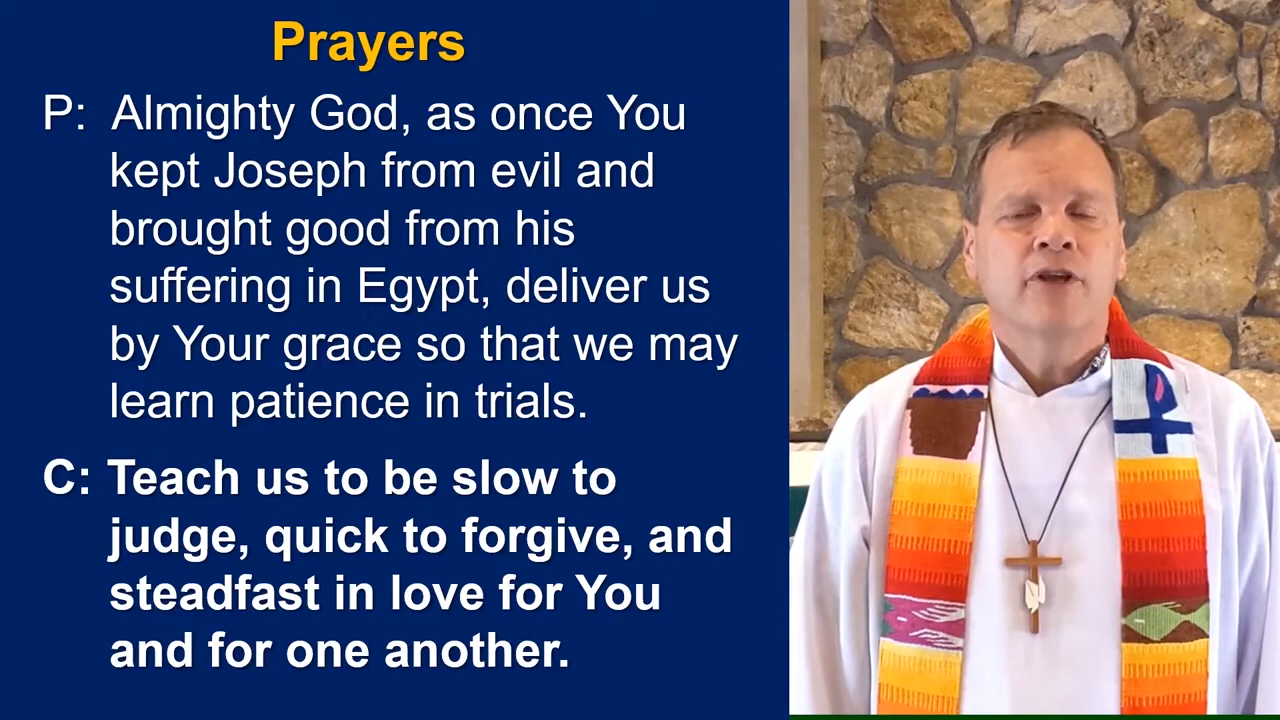 Prayers
P: Almighty God, as once You
kept Joseph from evil and
brought good from his
suffering in Egypt, deliver us
by Your grace so that we may
learn patience in trials.
C: Teach us to be slow to
judge, quick to forgive, and
steadfast in love for You
and for one another.